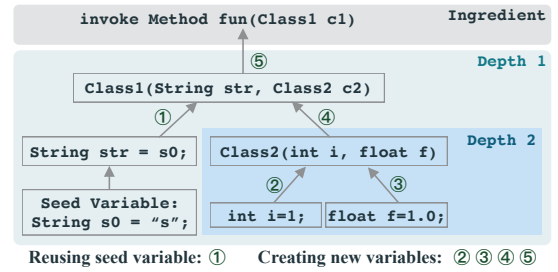 invoke Method fun(Class1 c1)
Ingredient
⑤
Depth 1
Class1(String str, Class2 c2)
①
④
String str = s0;
Class2(int i, float f)
Depth 2
②
③
Seed Variable:
String s0 = “s”;
int i=1;
float f=1.0;
Reusing seed variable: ①
Creating new variables: ② ③ ④ ⑤